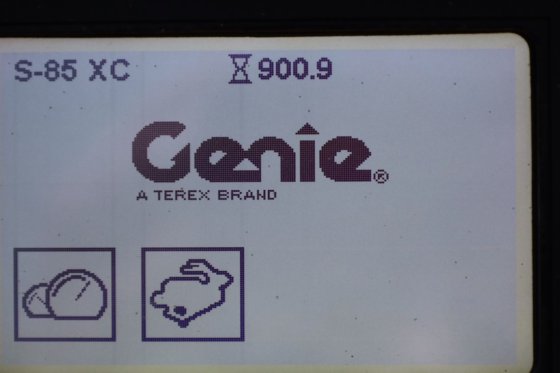 S-85 XC 900.9
Genie®
A TEREX BRAND